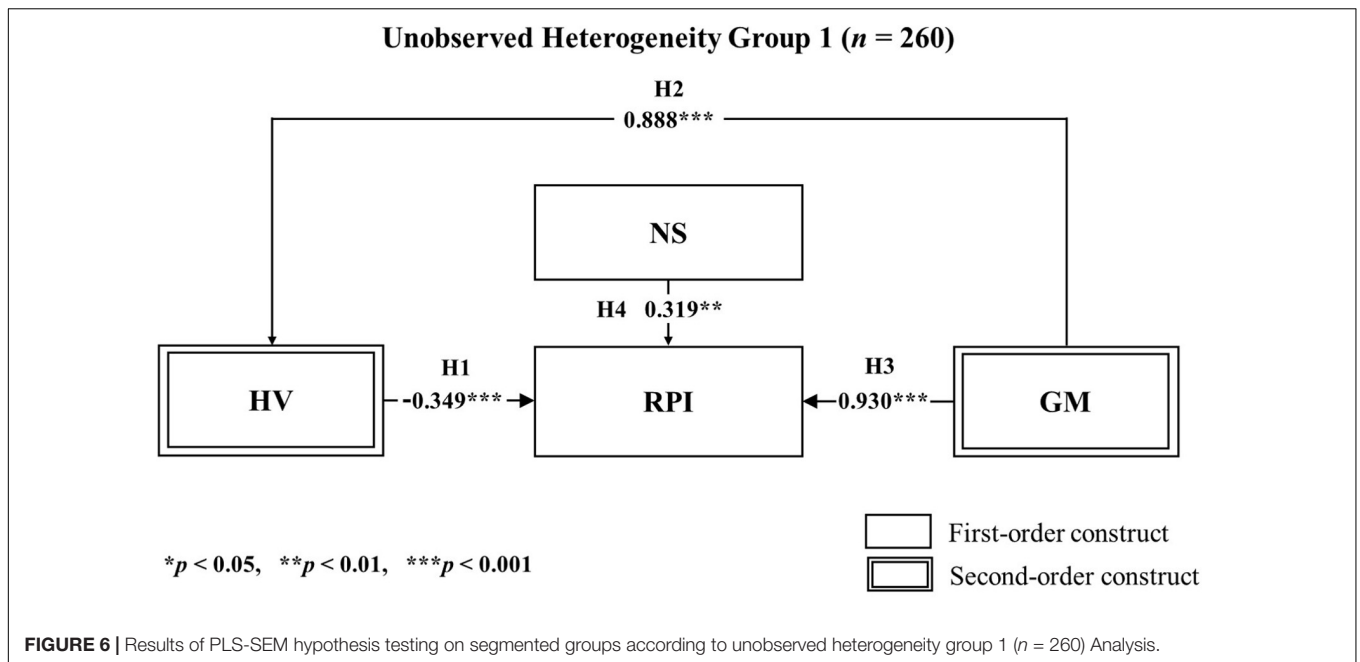 Unobserved Heterogeneity Group 1 (n = 260)
H2
0.888***
NS
H4 0.319**
H1
H3
HV
-0.349***
RPI
0.930***
GM
First-order construct
*p < 0.05, **p < 0.01, ***p < 0.001
Second-order construct
FIGURE 6 | Results of PLS-SEM hypothesis testing on segmented groups according to unobserved heterogeneity group 1 (n = 260) Analysis.